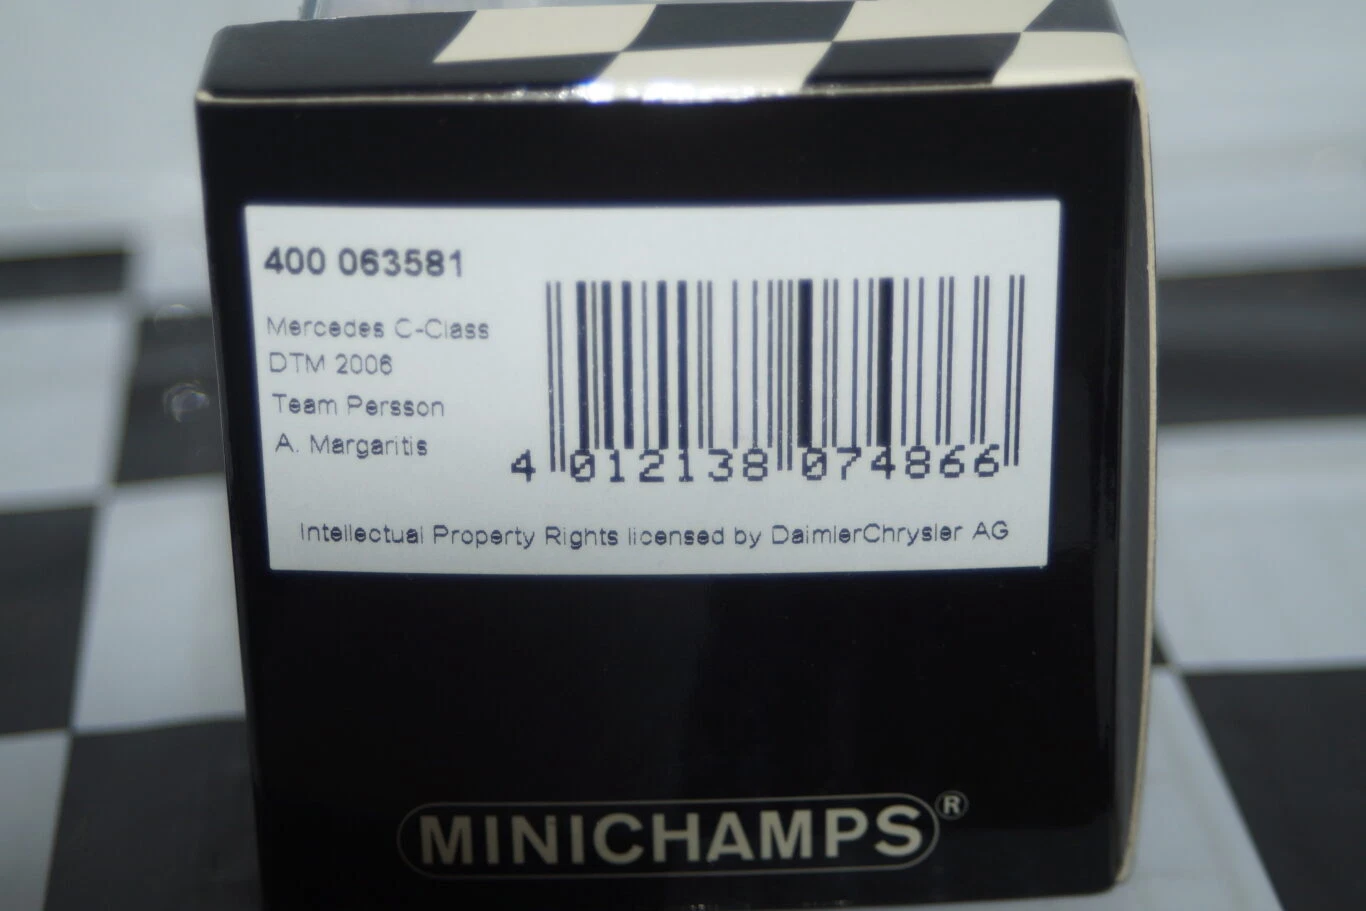 400 063581
Mercedes C-Class
DTM 2006
Team Persson
A. Margaritis
4 012138 074866
Intellectual Property Rights licensed by DaimlerChrysler AG
MINICHAMPS®